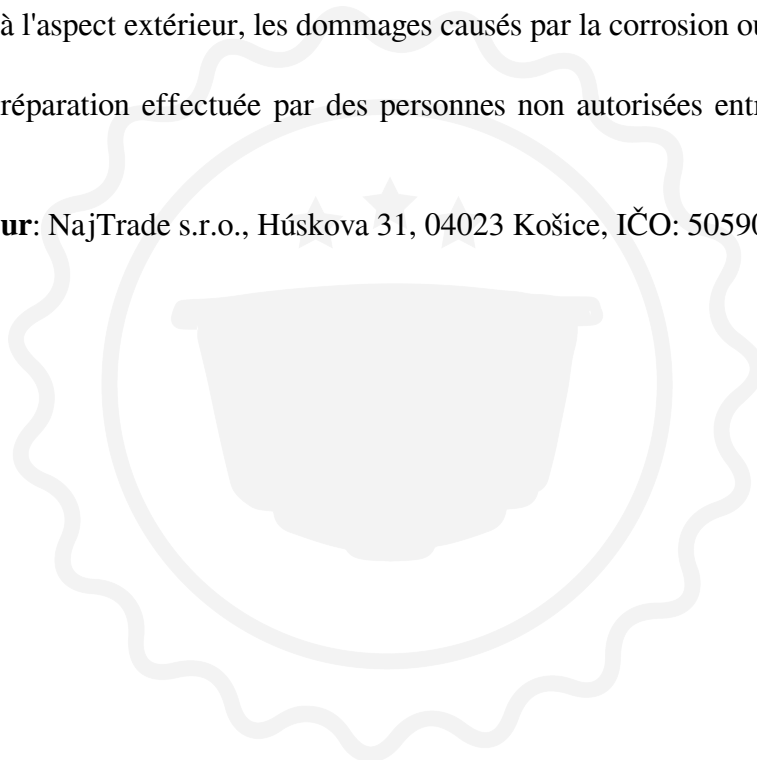 à l'aspect extérieur, les dommages causés par la corrosion ou
réparation effectuée par des personnes non autorisées entr
ur: NajTrade s.r.o., Húskova 31, 04023 Košice, IČO: 50590